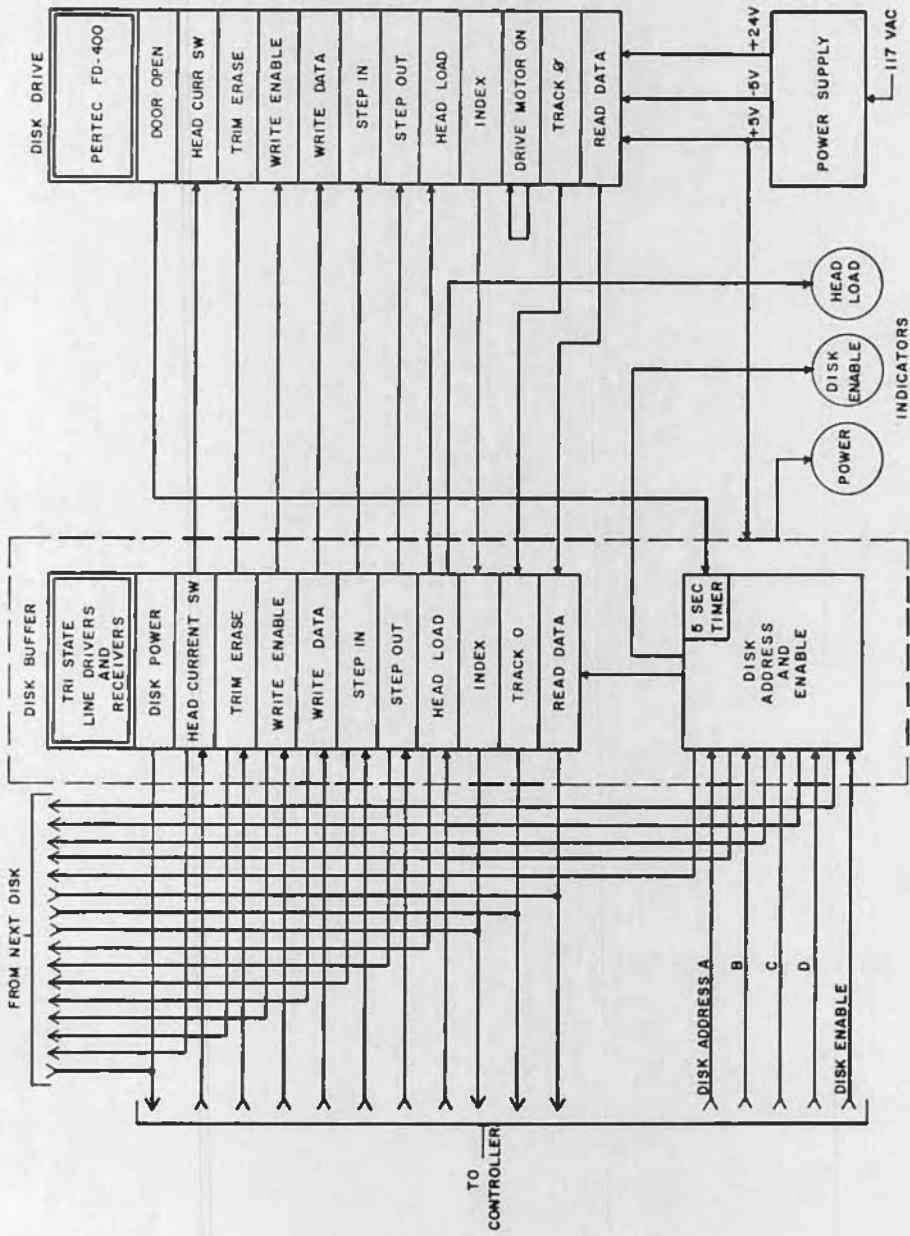 FROM NEXT DISK
TO
CONTROLLER
DISK ADDRESS A
B
C
D
DISK ENABLE
DISK BUFFER
TRI STATE
LINE DRIVERS
AND
RECEIVERS
DISK POWER
HEAD CURRENT SW
TRIM ERASE
WRITE ENABLE
WRITE DATA
STEP IN
STEP OUT
HEAD LOAD
INDEX
TRACK O
READ DATA
5 SEC
TIMER
DISK
ADDRESS
AND
ENABLE
DISK DRIVE
PERTEC FD-400
DOOR OPEN
HEAD CURR SW
TRIM ERASE
WRITE ENABLE
WRITE DATA
STEP IN
STEP OUT
HEAD LOAD
INDEX
DRIVE MOTOR ON
TRACK Ø
READ DATA
+5V
-5V
+24V
POWER SUPPLY
117 VAC
POWER
DISK
ENABLE
HEAD
LOAD
INDICATORS